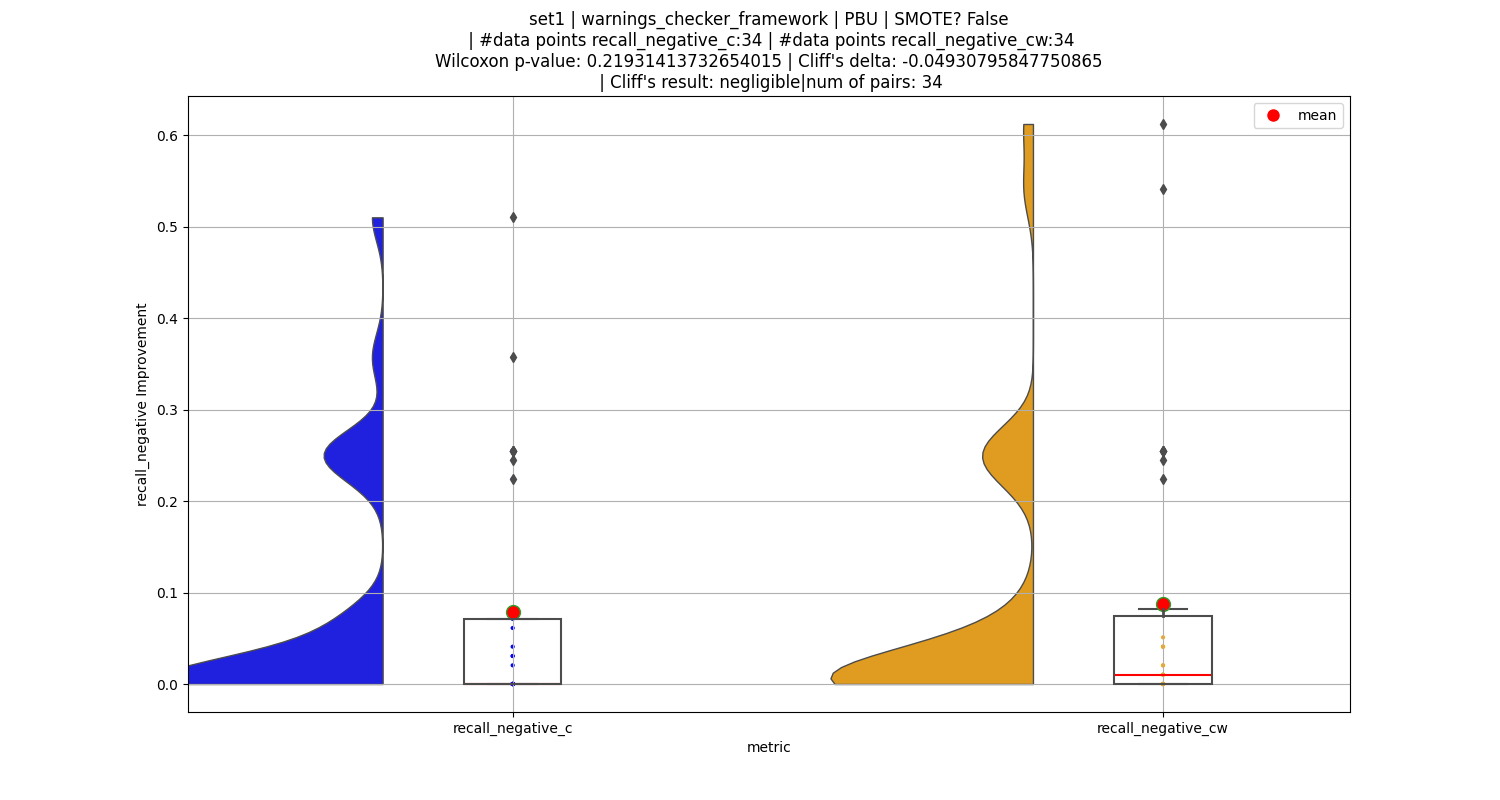 set1 | warnings_checker_framework | PBU | SMOTE? False
| #data points recall_negative_c:34 | #data points recall_negative_cw:34
Wilcoxon p-value: 0.21931413732654015 | Cliff's delta: -0.04930795847750865
| Cliff's result: negligible|num of pairs: 34
mean
0.6
0.5
0.4
0.3
0.2
0.1
0.0
recall_negative Improvement
recall_negative_c
recall_negative_cw
metric